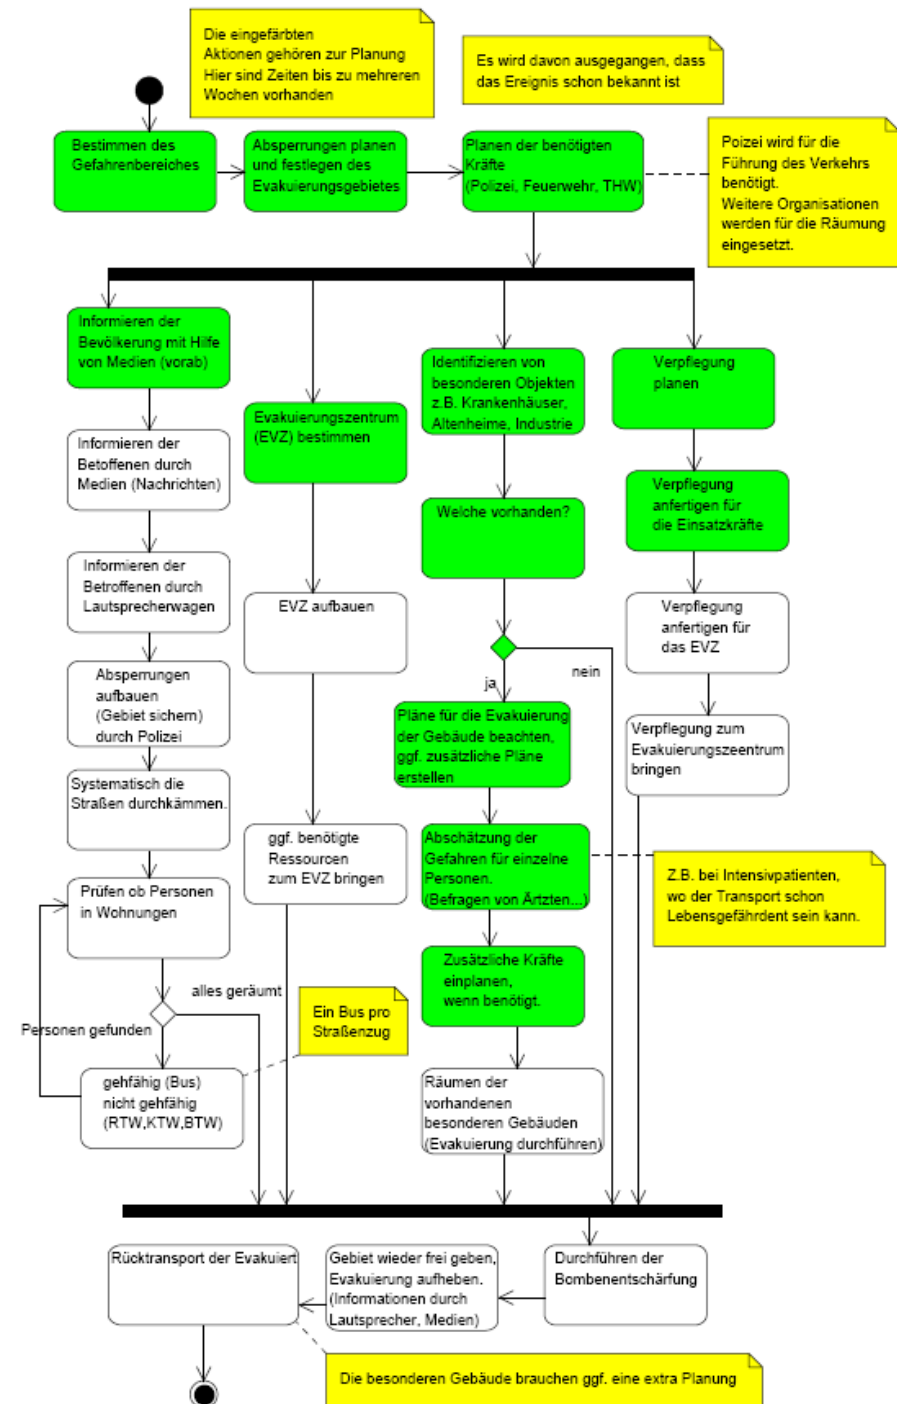 Die eingefärbten
Aktionen gehören zur Planung
Hier sind Zeiten bis zu mehreren
Wochen vorhanden
Es wird davon ausgegangen, dass
das Ereignis schon bekannt ist
Bestimmen des
Gefahrenbereiches
Absperrungen planen
und festlegen des
Evakuierungsgebietes
Planen der benötigten
Kräfte
(Polizei, Feuerwehr, THW)
Poizei wird für die
Führung des Verkehrs
benötigt.
Weitere Organisationen
werden für die Räumung
eingesetzt.
Informieren der
Bevölkerung mit Hilfe
von Medien (vorab)
Evakuierungszentrum
(EVZ) bestimmen
Identifizieren von
besonderen Objekten
z.B. Krankenhäuser,
Altenheime, Industrie
Verpflegung
planen
Informieren der
Betoffenen durch
Medien (Nachrichten)
Welche vorhanden?
Verpflegung
anfertigen für
die Einsatzkräfte
Informieren der
Betroffenen durch
Lautsprecherwagen
EVZ aufbauen
Verpflegung
anfertigen für
das EVZ
nein
ja
Absperrungen
aufbauen
(Gebiet sichern)
durch Polizei
Pläne für die Evakuierung
der Gebäude beachten,
ggf. zusätzliche Pläne
erstellen
Verpflegung zum
Evakuierungszeentrum
bringen
Systematisch die
Straßen durchkämmen.
ggf. benötigte
Ressourcen
zum EVZ bringen
Abschätzung der
Gefahren für einzelne
Personen.
(Befragen von Ärtzten...)
Z.B. bei Intensivpatienten,
wo der Transport schon
Lebensgefährdent sein kann.
Prüfen ob Personen
in Wohnungen
Zusätzliche Kräfte
einplanen,
wenn benötigt.
alles geräumt
Personen gefunden
Ein Bus pro
Straßenzug
gehfähig (Bus)
nicht gehfähig
(RTW,KTW,BTW)
Räumen der
vorhandenen
besonderen Gebäuden
(Evakuierung durchführen)
Rücktransport der Evakuiert
Gebiet wieder frei geben,
Evakuierung aufheben.
(Informationen durch
Lautsprecher, Medien)
Durchführen der
Bombenentschärfung
Die besonderen Gebäude brauchen ggf. eine extra Planung